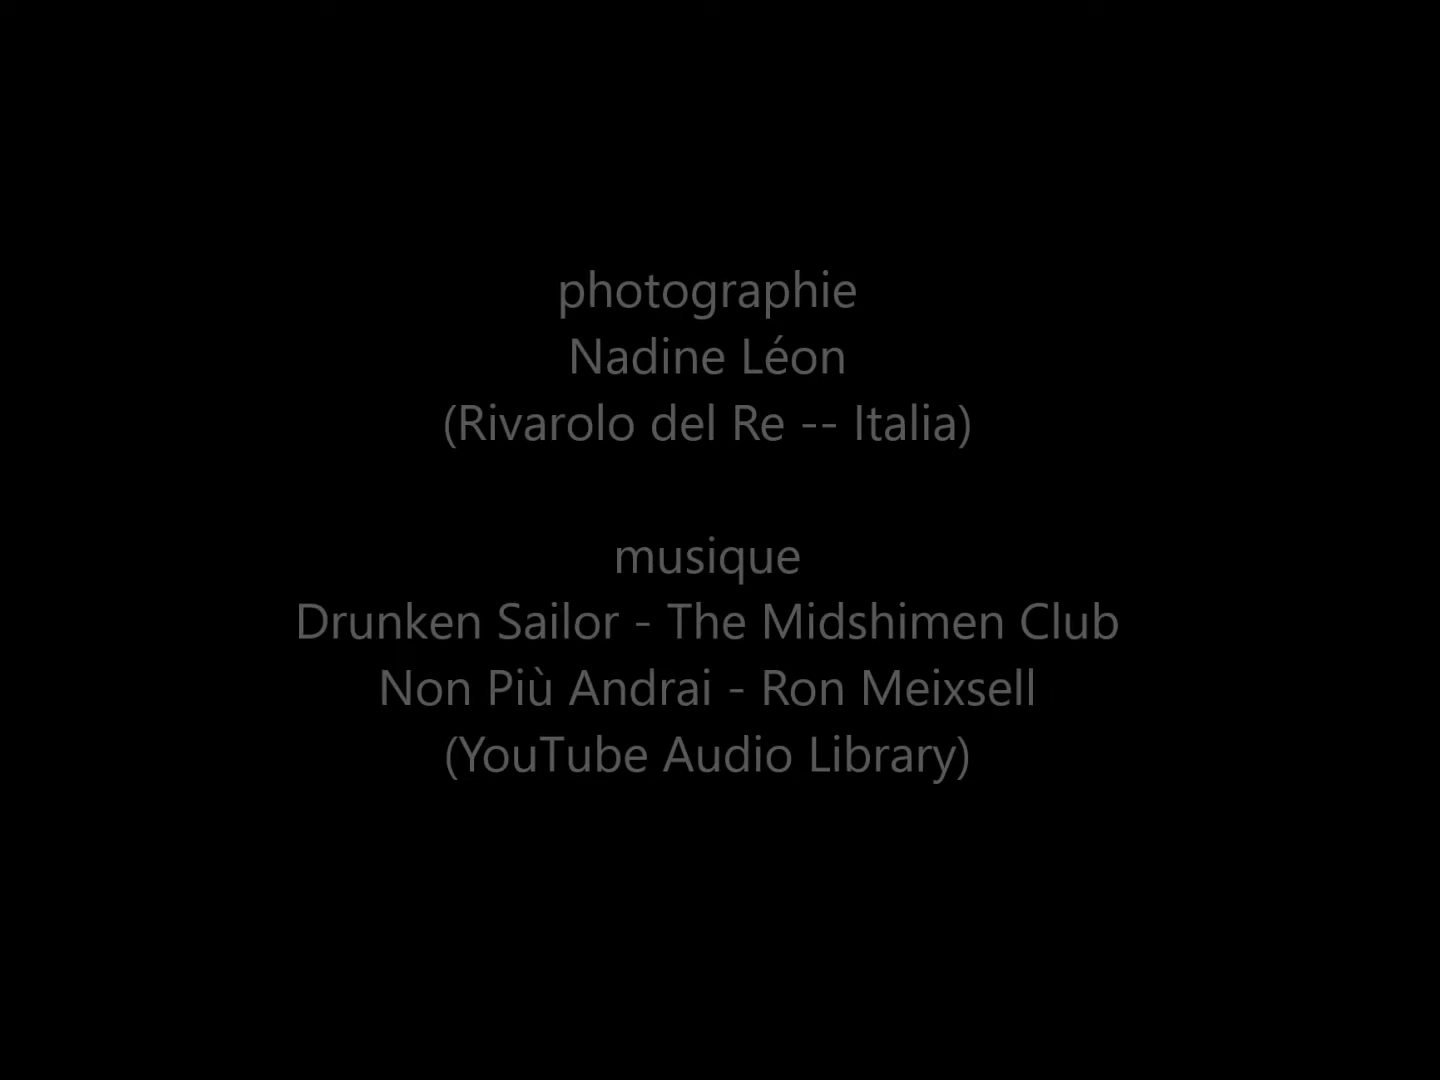 photographie
Nadine Léon
(Rivarolo del Re -- Italia)
musique
Drunken Sailor - The Midshimen Club
Non Più Andrai - Ron Meixsell
(YouTube Audio Library)